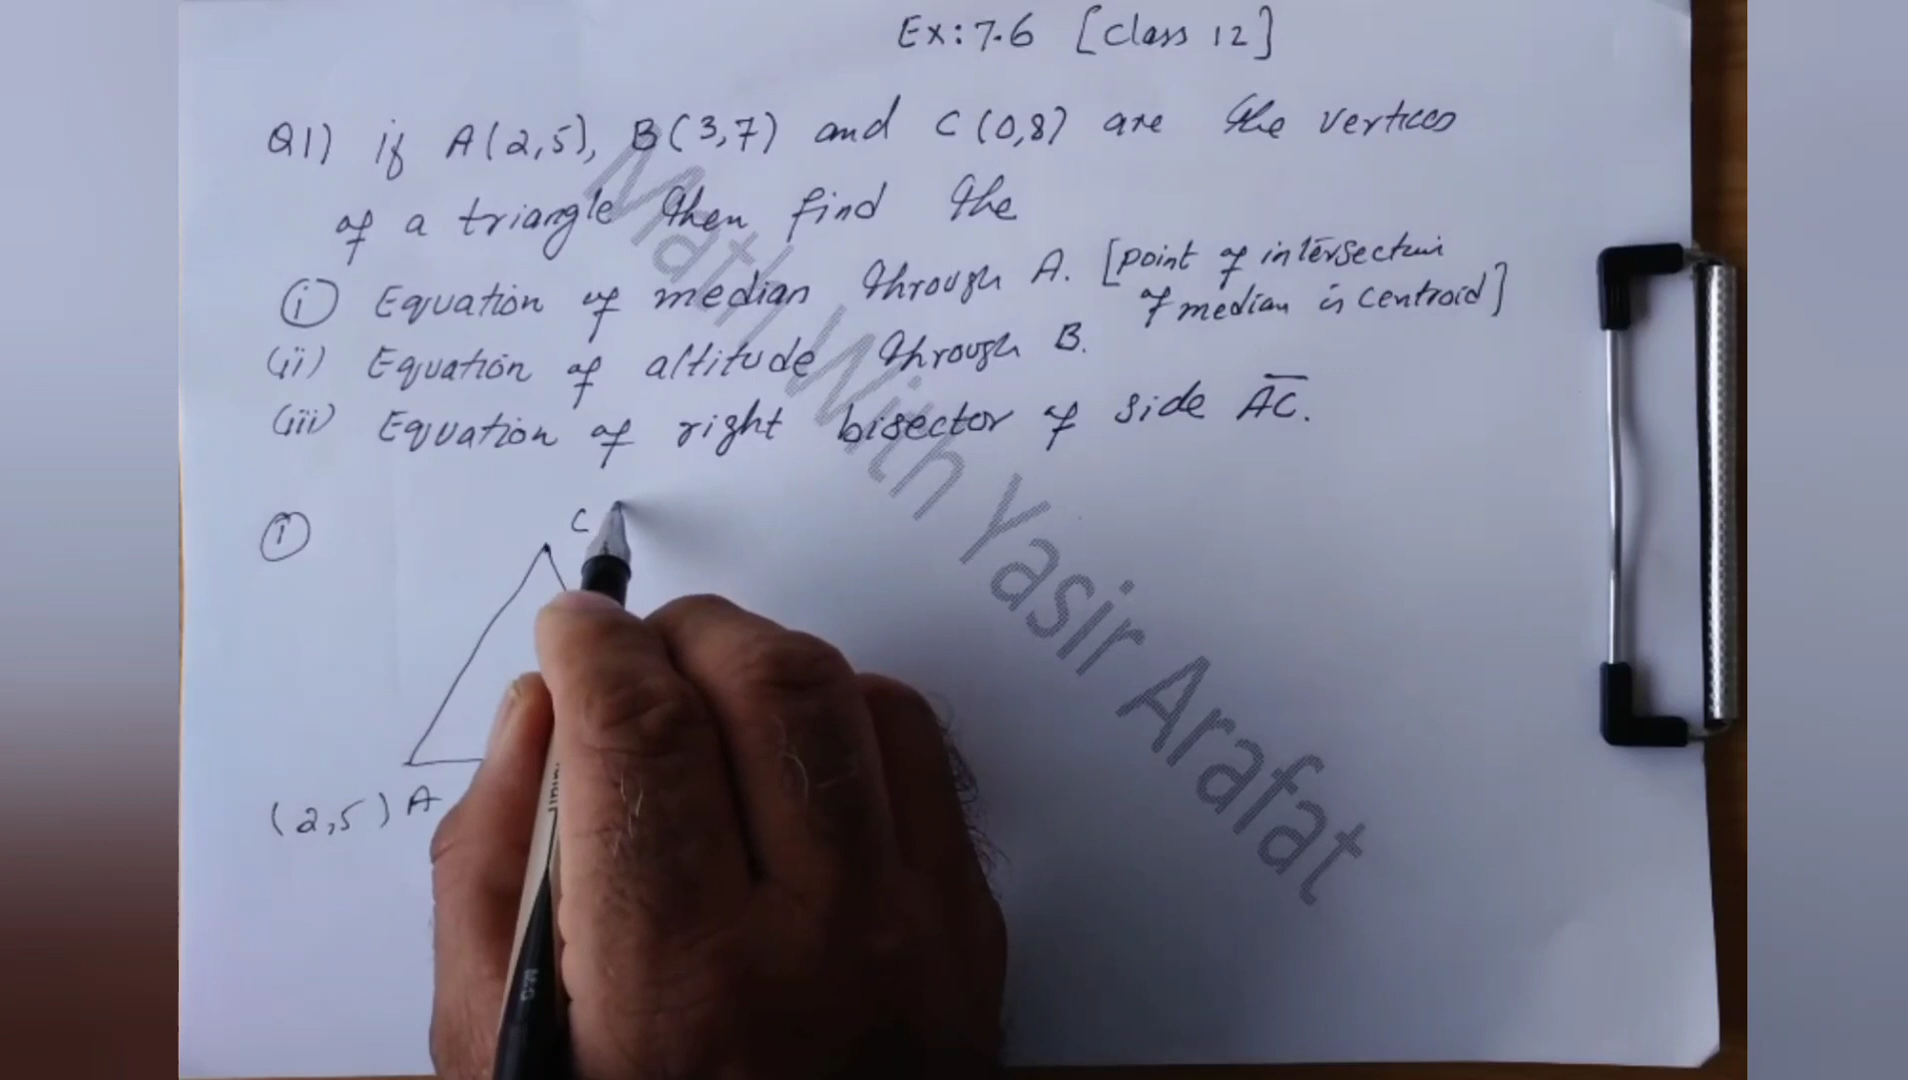 Ex: 7.6 [Class 12]
Q1) if A(2,5), B(3,7) and C(0,8) are the vertices
of a triangle then find the
(i) Equation of median through A. [point of intersection
of median is centroid]
(ii) Equation of altitude through B.
(iii) Equation of right bisector of side A̅C̅.
(i)
C
(2,5) A
Math With Yasir Arafat